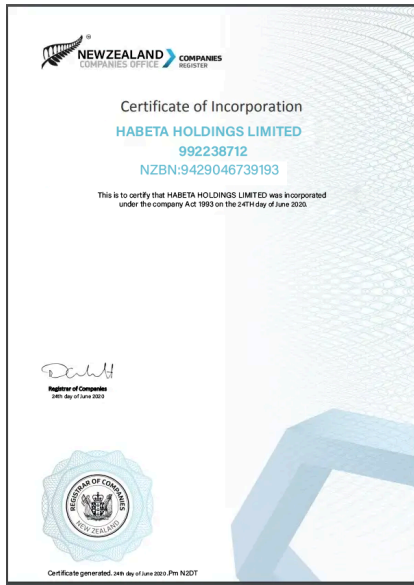 ®
NEWZEALAND
COMPANIES OFFICE
COMPANIES
REGISTER
Certificate of Incorporation
HABETA HOLDINGS LIMITED
992238712
NZBN:9429046739193
This is to certify that HABETA HOLDINGS LIMITED was incorporated
under the company Act 1993 on the 24TH day of June 2020.
Registrar of Companies
24th day of June 2020
REGISTRAR OF COMPANIES
NEW ZEALAND
Certificate generated. 24th day of June 2020 .Pm N2DT